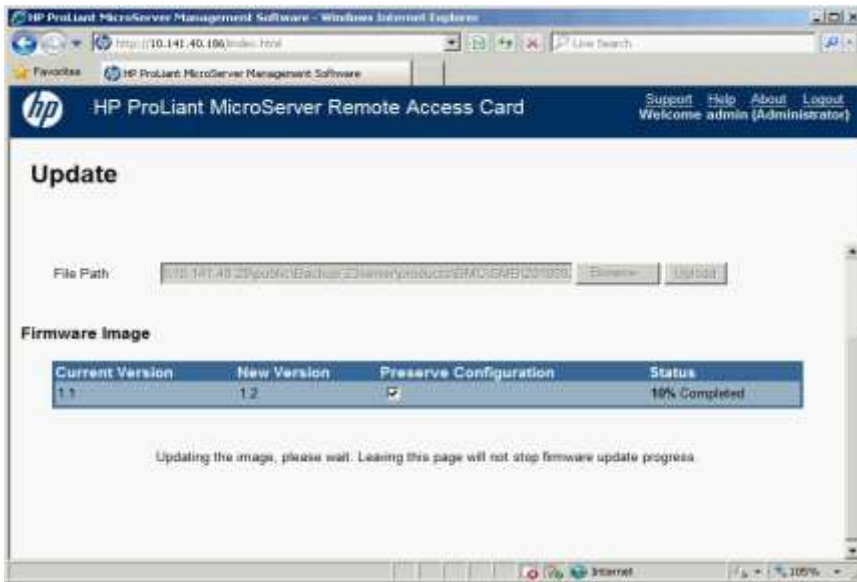 HP ProLiant MicroServer Management Software - Windows Internet Explorer
http://10.141.40.186/index.html
Live Search
Favorites HP ProLiant MicroServer Management Software
hp HP ProLiant MicroServer Remote Access Card
Support Help About Logout
Welcome admin (Administrator)
Update
File Path
Browse... Upload
Firmware Image
Current Version New Version Preserve Configuration Status
1.1 1.2 10% Completed
Updating the image, please wait. Leaving this page will not stop firmware update progress.
Internet 105%